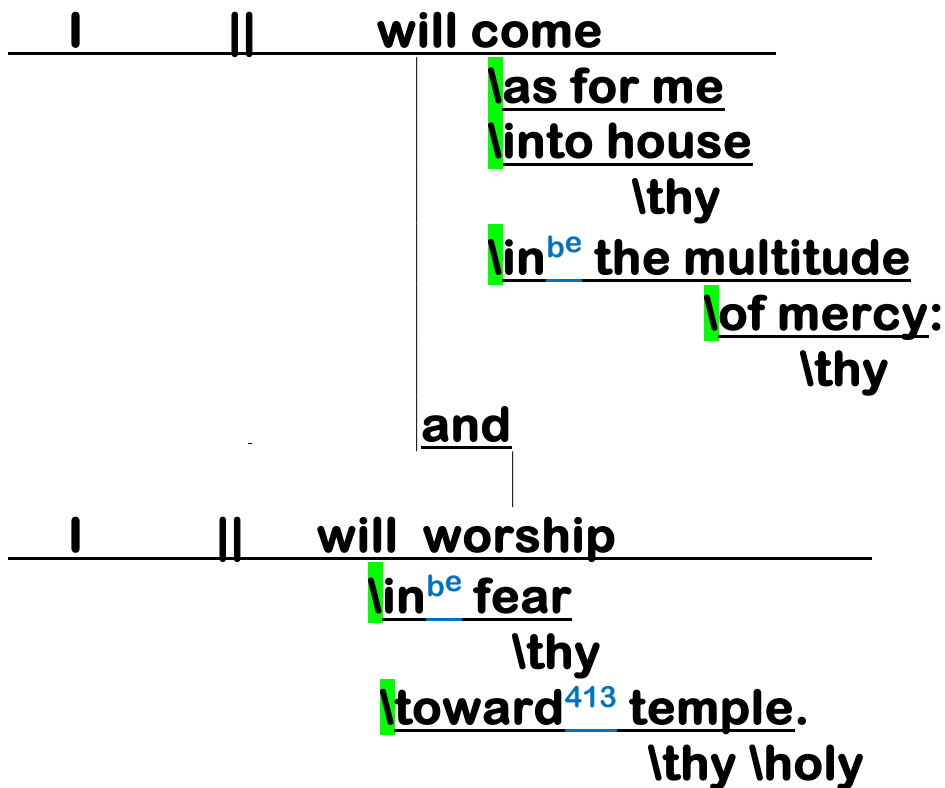 I || will come
\as for me
\into house
\thy
\inbe the multitude
\of mercy:
\thy
and
I || will worship
\inbe fear
\thy
\toward413 temple.
\thy \holy